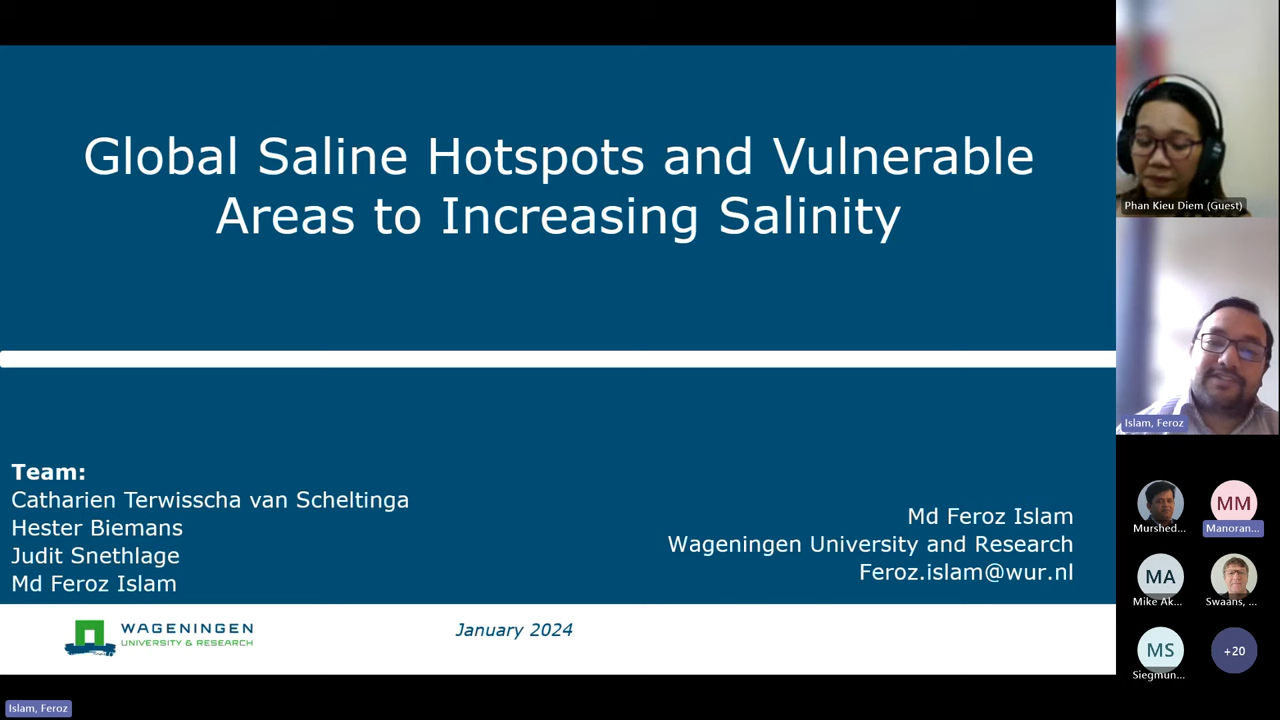 Global Saline Hotspots and Vulnerable
Areas to Increasing Salinity
Team:
Catharien Terwisscha van Scheltinga
Hester Biemans
Judit Snethlage
Md Feroz Islam
Md Feroz Islam
Wageningen University and Research
Feroz.islam@wur.nl
WAGENINGEN
UNIVERSITY & RESEARCH
January 2024
Islam, Feroz
Phan Kieu Diem (Guest)
Islam, Feroz
Murshed...
MM
Manoran...
MA
Mike Ak...
Swaans, ...
MS
Siegmun...
+20